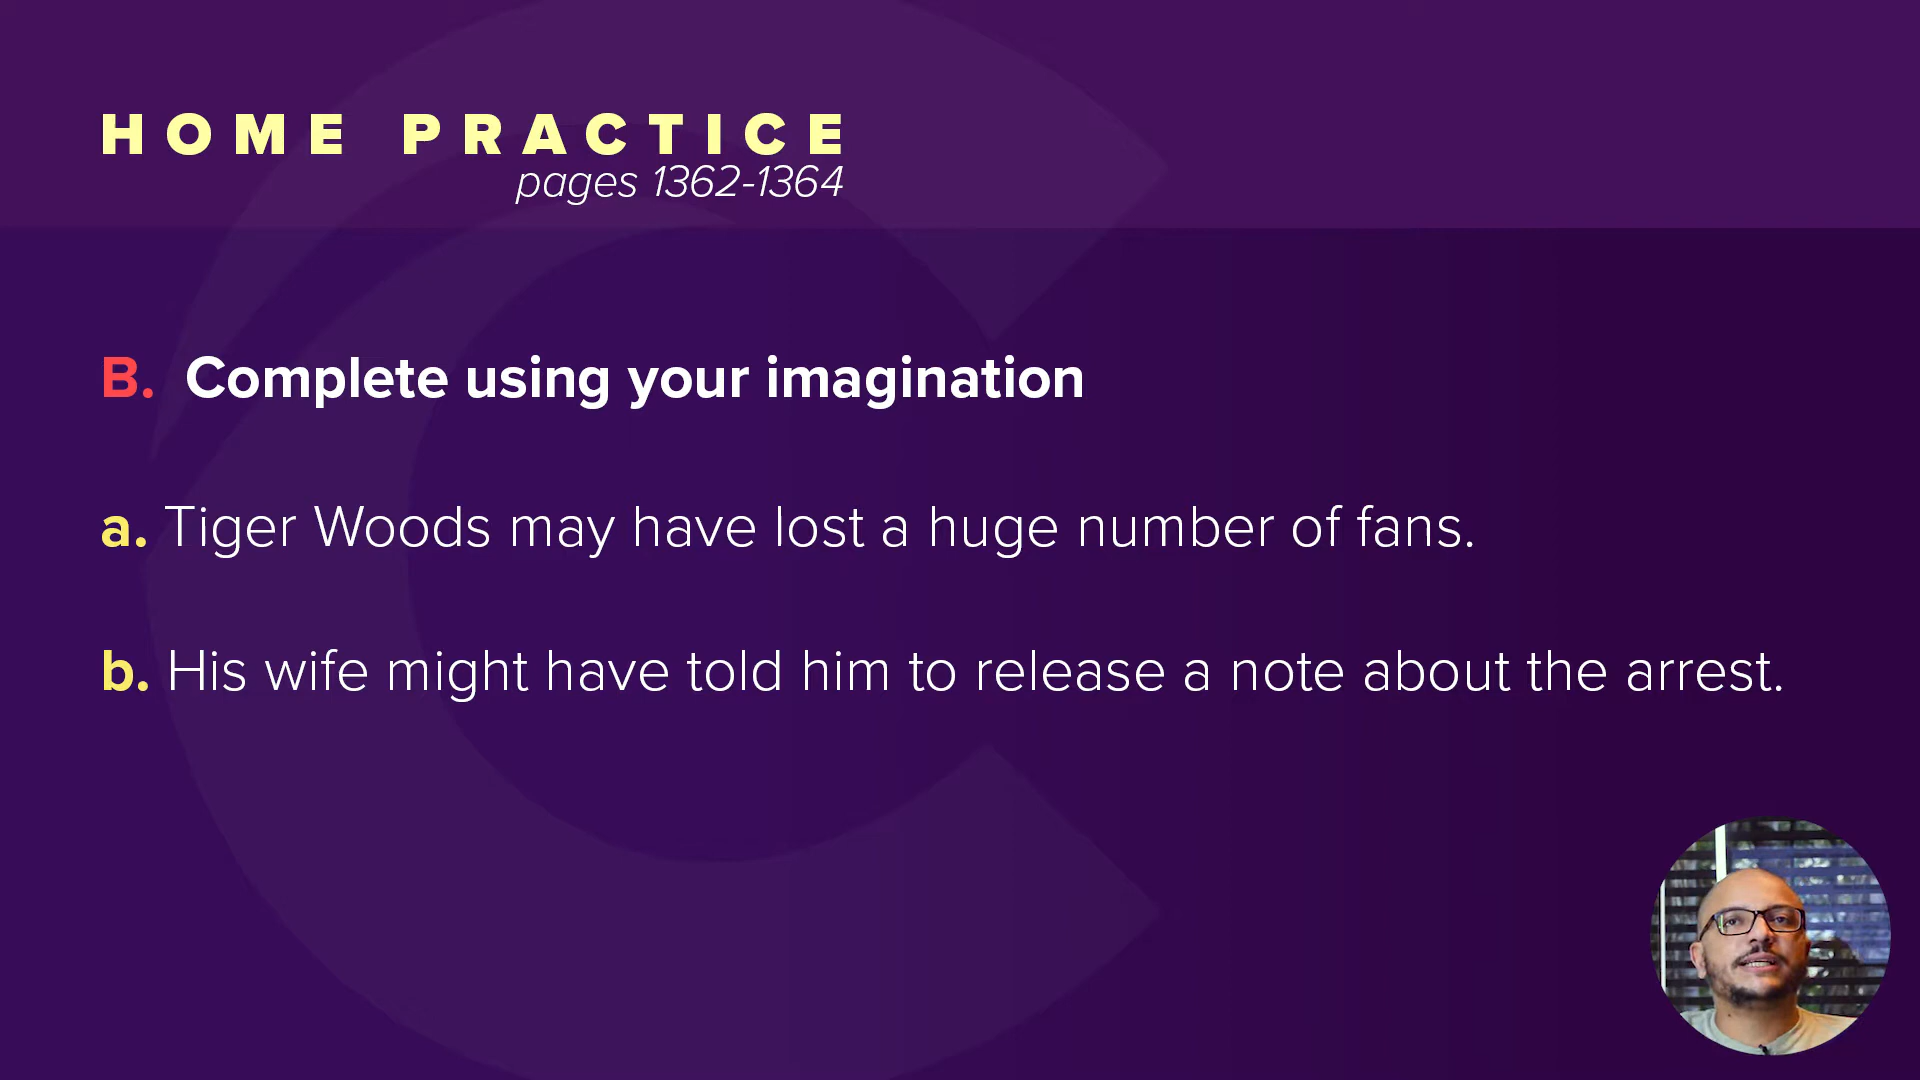 HOME PRACTICE
pages 1362-1364
B. Complete using your imagination
a. Tiger Woods may have lost a huge number of fans.
b. His wife might have told him to release a note about the arrest.